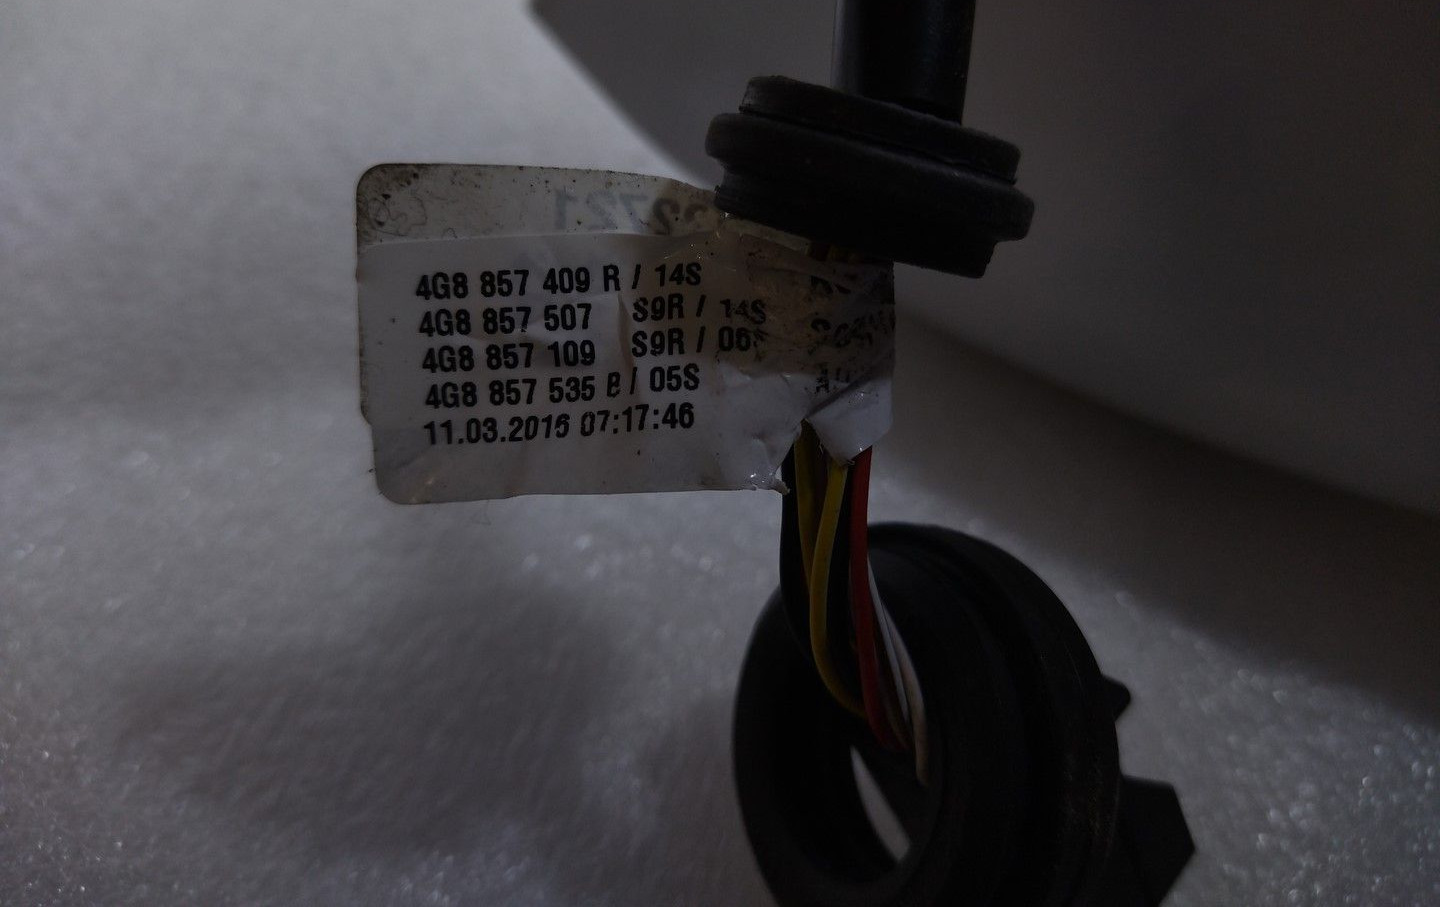 4G8 857 409 R / 14S
4G8 857 507 S9R / 14S
4G8 857 109 S9R / 06
4G8 857 535 B / 05S
11.03.2016 07:17:46